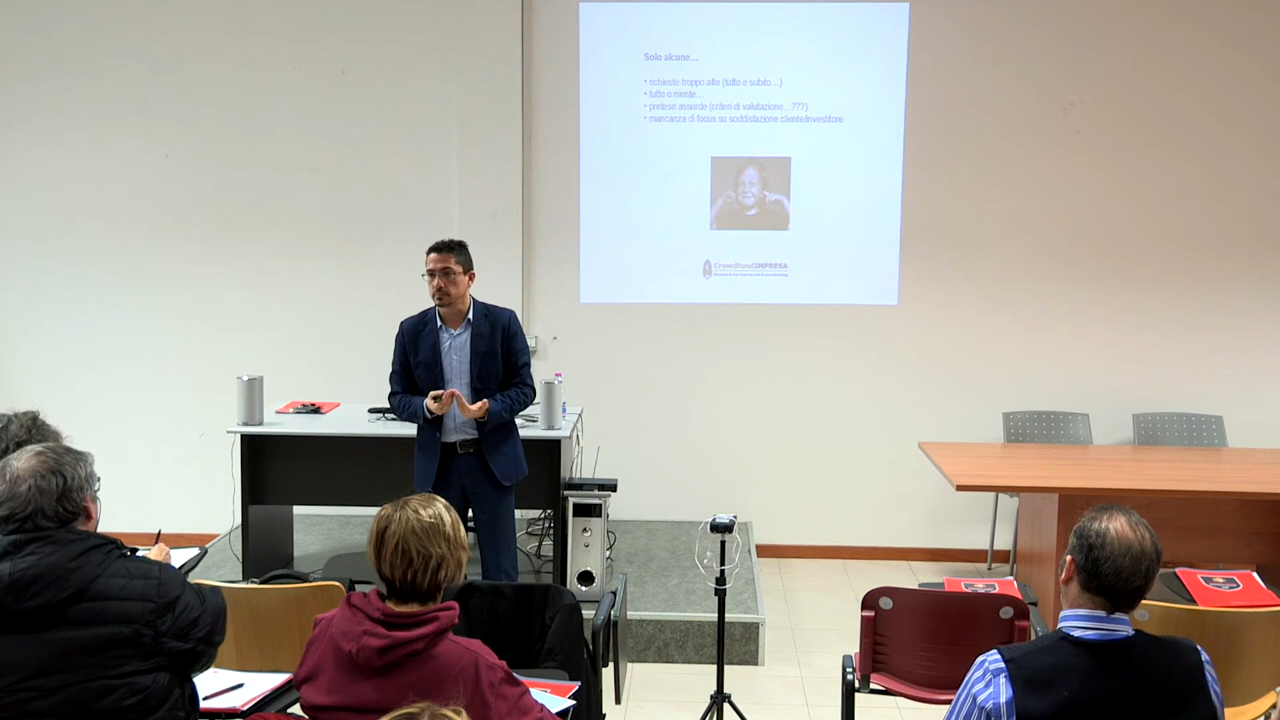 Solo alcune...
• richieste troppo alte (tutto e subito...)
• tutto o niente...
• pretese assurde (criteri di valutazione...???)
• mancanza di focus su soddisfazione cliente/investitore
CrowdfundIMPRESA